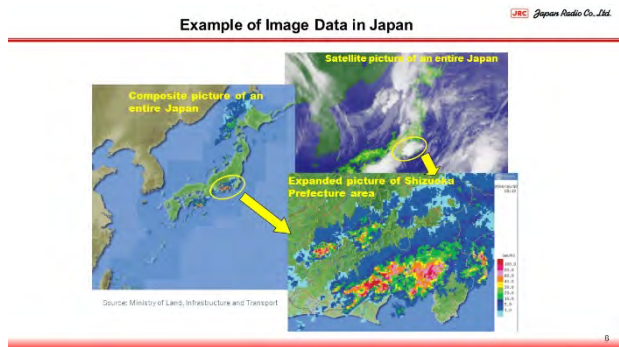 Example of Image Data in Japan
JRC Japan Radio Co., Ltd.
Satellite picture of an entire Japan
Composite picture of an
entire Japan
Expanded picture of Shizuoka
Prefecture area
Source: Ministry of Land, Infrastructure and Transport
6